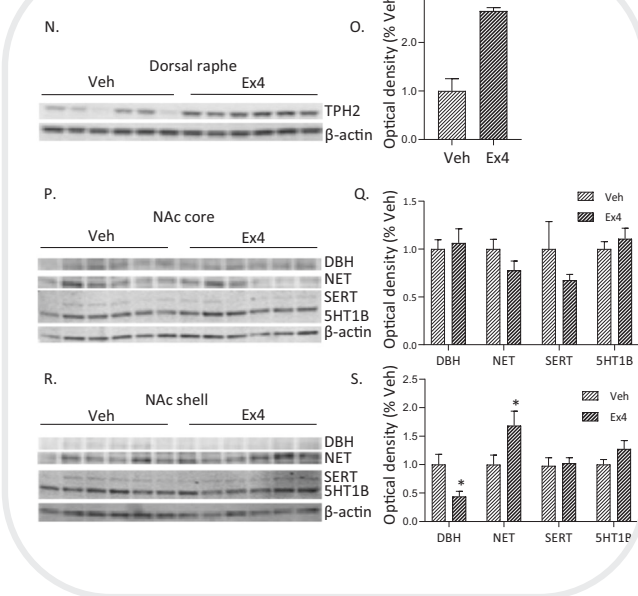 N.
Dorsal raphe
Veh Ex4
TPH2
β-actin
O.
Optical density (% Veh)
2.0
1.0
0.0
Veh Ex4
P.
NAc core
Veh Ex4
DBH
NET
SERT
5HT1B
β-actin
Q.
Optical density (% Veh)
1.5
1.0
0.5
0.0
Veh
Ex4
DBH NET SERT 5HT1B
R.
NAc shell
Veh Ex4
DBH
NET
SERT
5HT1B
β-actin
S.
Optical density (% Veh)
2.5
2.0
1.5
1.0
0.5
0.0
Veh
Ex4
*
*
DBH NET SERT 5HT1B